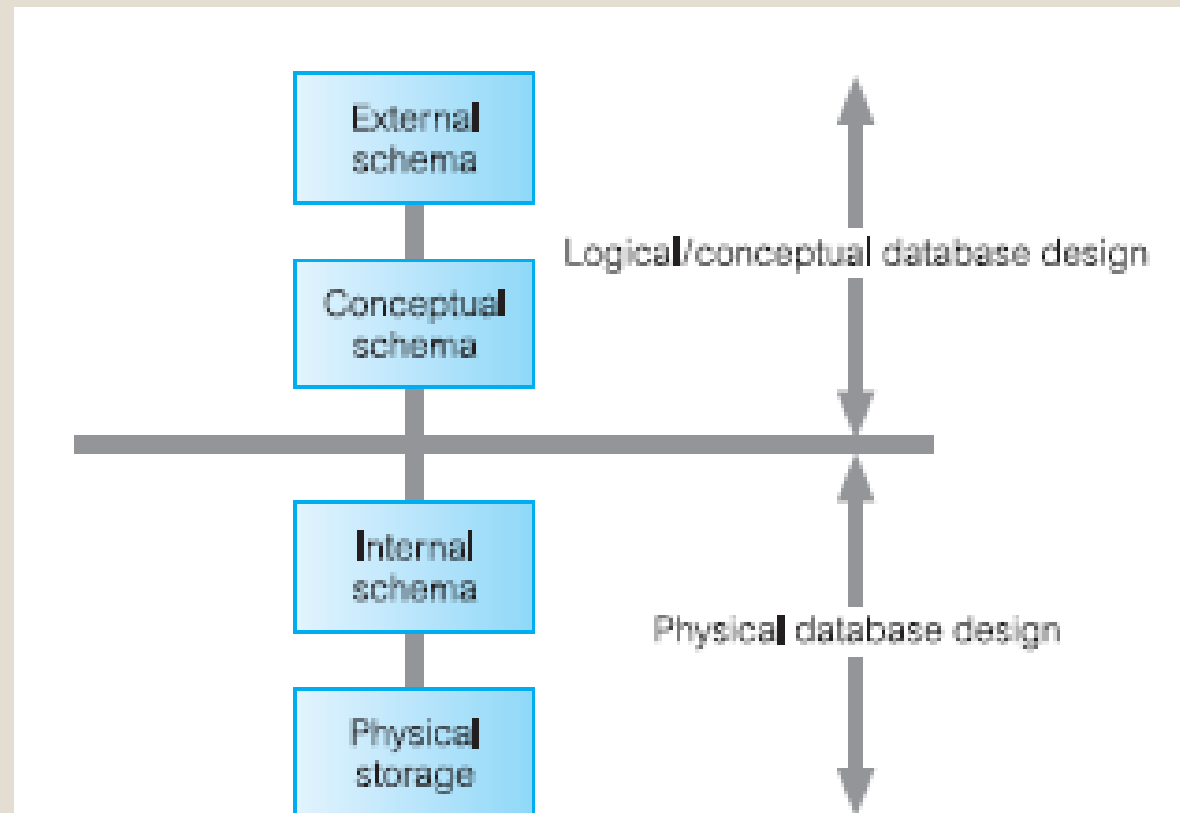 External
schema
Logical/conceptual database design
Conceptual
schema
Internal
schema
Physical database design
Physical
storage